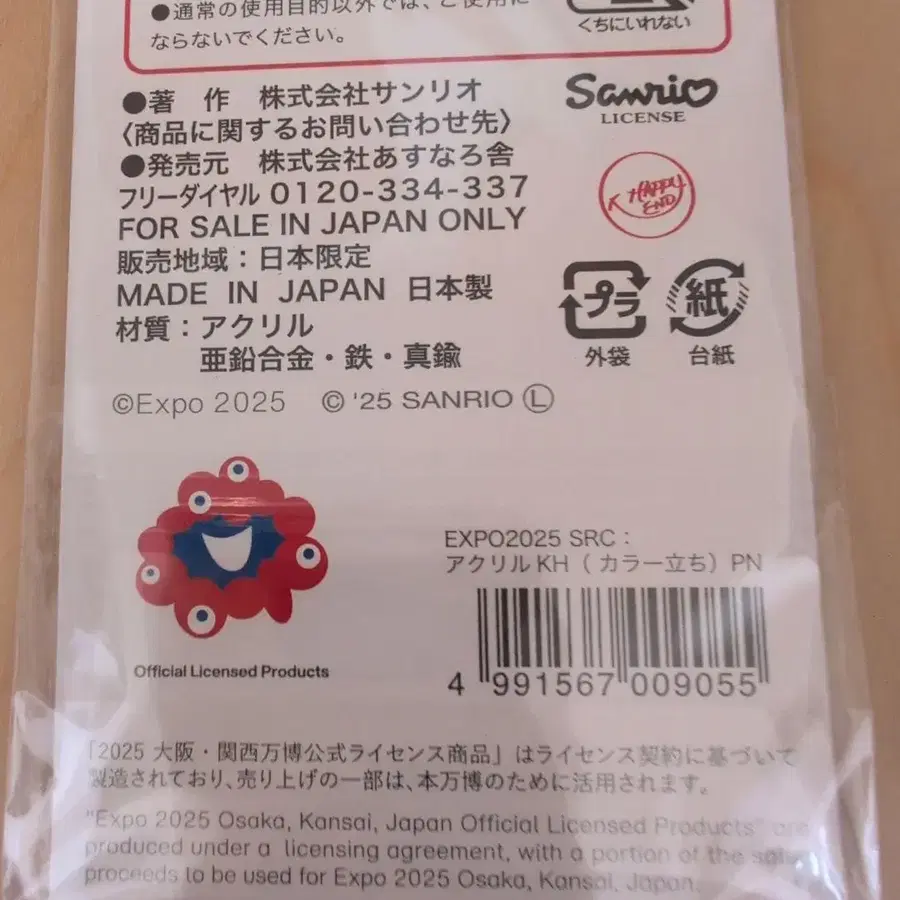 ●通常の使用目的以外では、ご使用に
ならないでください。
くちにいれない
●著 作 株式会社サンリオ
〈商品に関するお問い合わせ先〉
●発売元 株式会社あすなろ舎
フリーダイヤル 0120-334-337
FOR SALE IN JAPAN ONLY
販売地域：日本限定
MADE IN JAPAN 日本製
材質：アクリル
亜鉛合金・鉄・真鍮
©Expo 2025 © '25 SANRIO Ⓛ
Sanrio
LICENSE
K HAPPY
END
プラ
外袋
紙
台紙
Official Licensed Products
EXPO2025 SRC：
アクリルKH（カラー立ち）PN
4 991567 009055
「2025 大阪・関西万博公式ライセンス商品」はライセンス契約に基づいて
製造されており、売り上げの一部は、本万博のために活用されます。
"Expo 2025 Osaka, Kansai, Japan Official Licensed Products" are
produced under a licensing agreement, with a portion of the sales
proceeds to be used for Expo 2025 Osaka, Kansai, Japan.